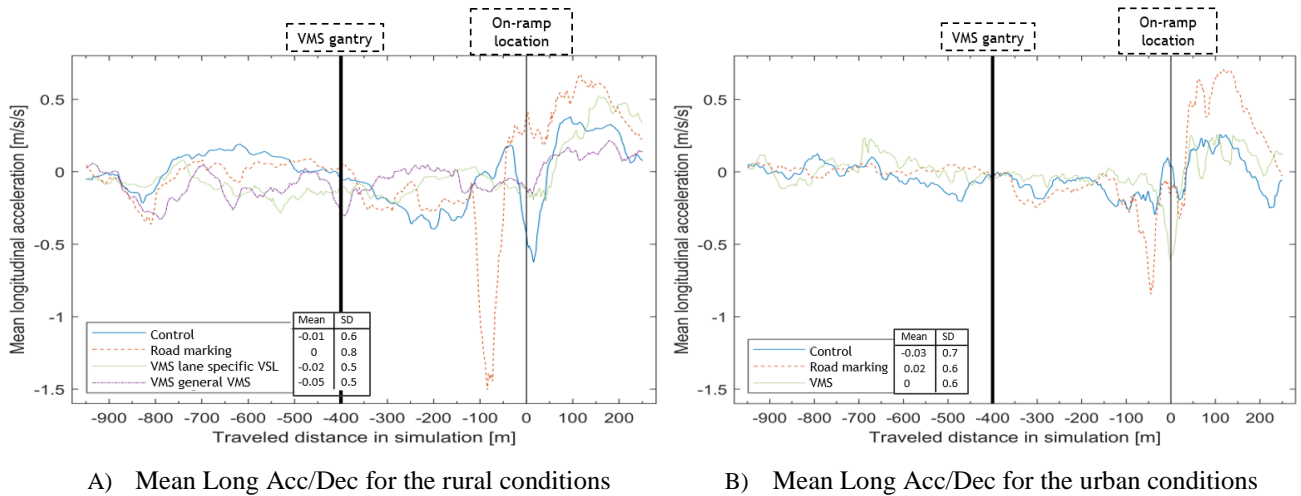 VMS gantry
On-ramp
location
Mean longitudinal acceleration [m/s/s]
0.5
0
-0.5
-1
-1.5
Control
Road marking
VMS lane specific VSL
VMS general VMS
Mean SD
-0.01 0.6
0 0.8
-0.02 0.5
-0.05 0.5
-900 -800 -700 -600 -500 -400 -300 -200 -100 0 100 200
Traveled distance in simulation [m]
A) Mean Long Acc/Dec for the rural conditions
VMS gantry
On-ramp
location
Mean longitudinal acceleration [m/s/s]
0.5
0
-0.5
-1
-1.5
Control
Road marking
VMS
Mean SD
-0.03 0.7
0.02 0.6
0 0.6
-900 -800 -700 -600 -500 -400 -300 -200 -100 0 100 200
Traveled distance in simulation [m]
B) Mean Long Acc/Dec for the urban conditions